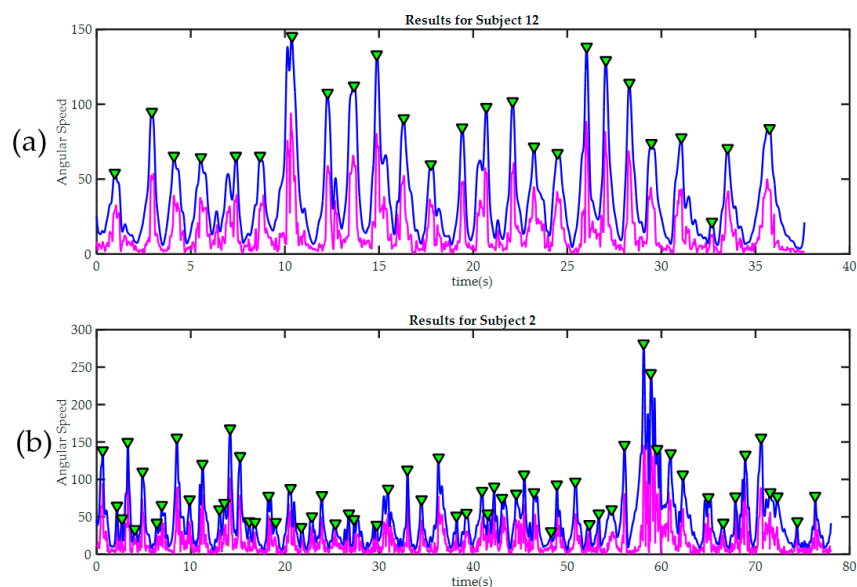 Results for Subject 12
(a)
Angular Speed
150
100
50
0
0 5 10 15 20 25 30 35 40
time(s)
Results for Subject 2
(b)
Angular Speed
300
250
200
150
100
50
0
0 10 20 30 40 50 60 70 80
time(s)